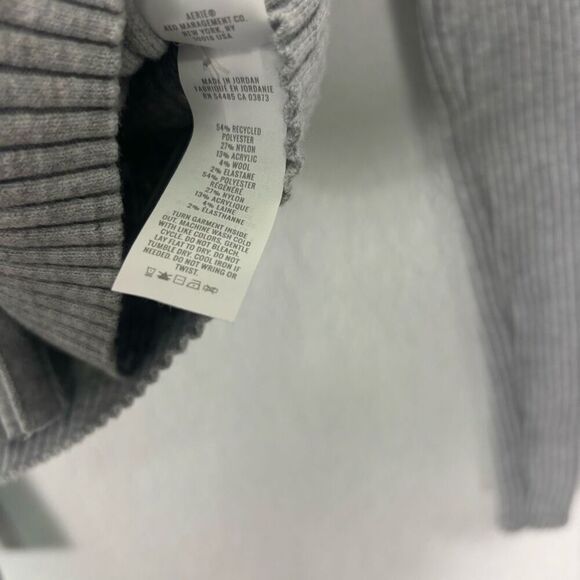 AERIE®
AEO MANAGEMENT CO.
NEW YORK, NY
10018 USA
MADE IN JORDAN
FABRIQUÉ EN JORDANIE
RN 54485 CA 03873
54% RECYCLED
POLYESTER
27% NYLON
13% ACRYLIC
4% WOOL
2% ELASTANE
54% POLYESTER
RÉGÉNÉRÉ
27% NYLON
13% ACRYLIQUE
4% LAINE
2% ÉLASTHANNE
TURN GARMENT INSIDE
OUT. MACHINE WASH COLD
WITH LIKE COLORS, GENTLE
CYCLE. DO NOT BLEACH.
LAY FLAT TO DRY. DO NOT
TUMBLE DRY. COOL IRON IF
NEEDED. DO NOT WRING OR
TWIST.